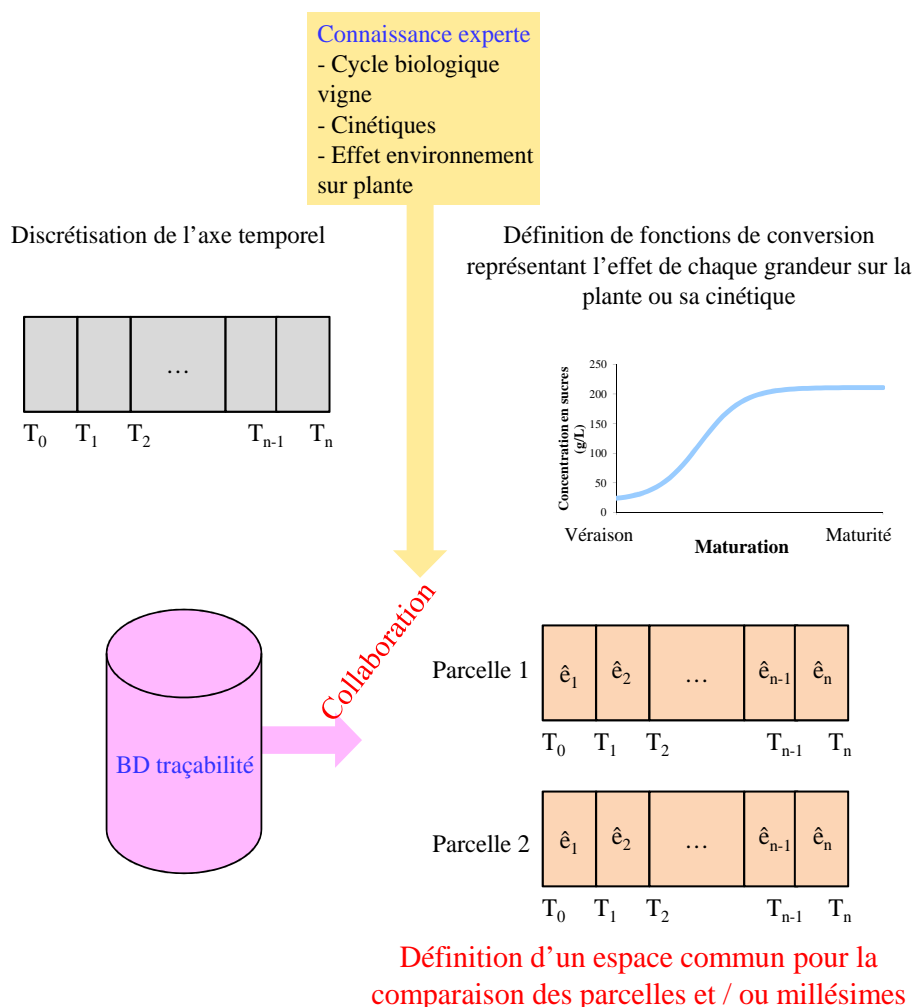 Connaissance experte
- Cycle biologique
vigne
- Cinétiques
- Effet environnement
sur plante
Discrétisation de l’axe temporel
Définition de fonctions de conversion
représentant l’effet de chaque grandeur sur la
plante ou sa cinétique
…
T0 T1 T2 Tn-1 Tn
Concentration en sucres
(g/L)
250
200
150
100
50
0
Véraison Maturité
Maturation
Collaboration
BD traçabilité
Parcelle 1
ê1 ê2 … ên-1 ên
T0 T1 T2 Tn-1 Tn
Parcelle 2
ê1 ê2 … ên-1 ên
T0 T1 T2 Tn-1 Tn
Définition d’un espace commun pour la
comparaison des parcelles et / ou millésimes